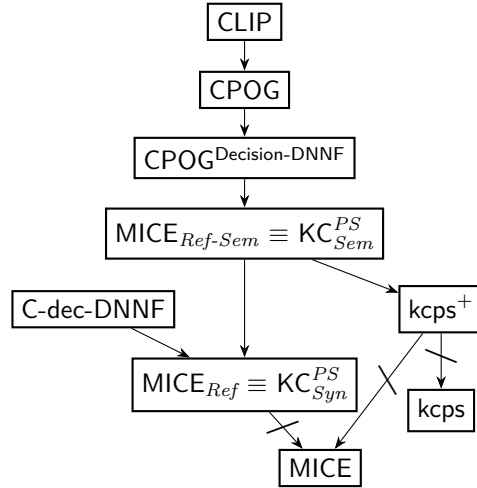 CLIP
CPOG
CPOG^Decision-DNNF
MICE_Ref-Sem ≡ KC^PS_Sem
C-dec-DNNF
kcps^+
MICE_Ref ≡ KC^PS_Syn
kcps
MICE